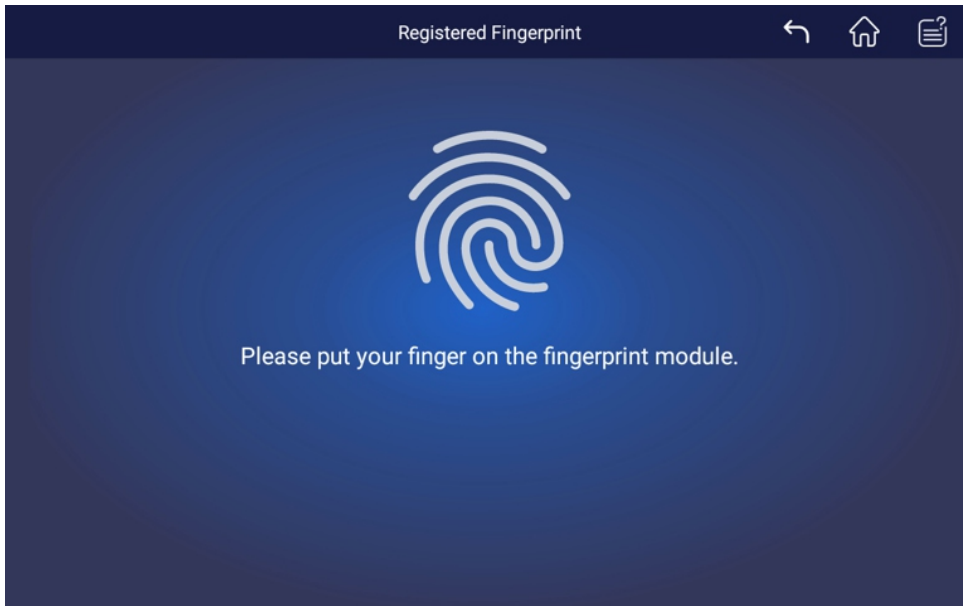 Registered Fingerprint
?
Please put your finger on the fingerprint module.